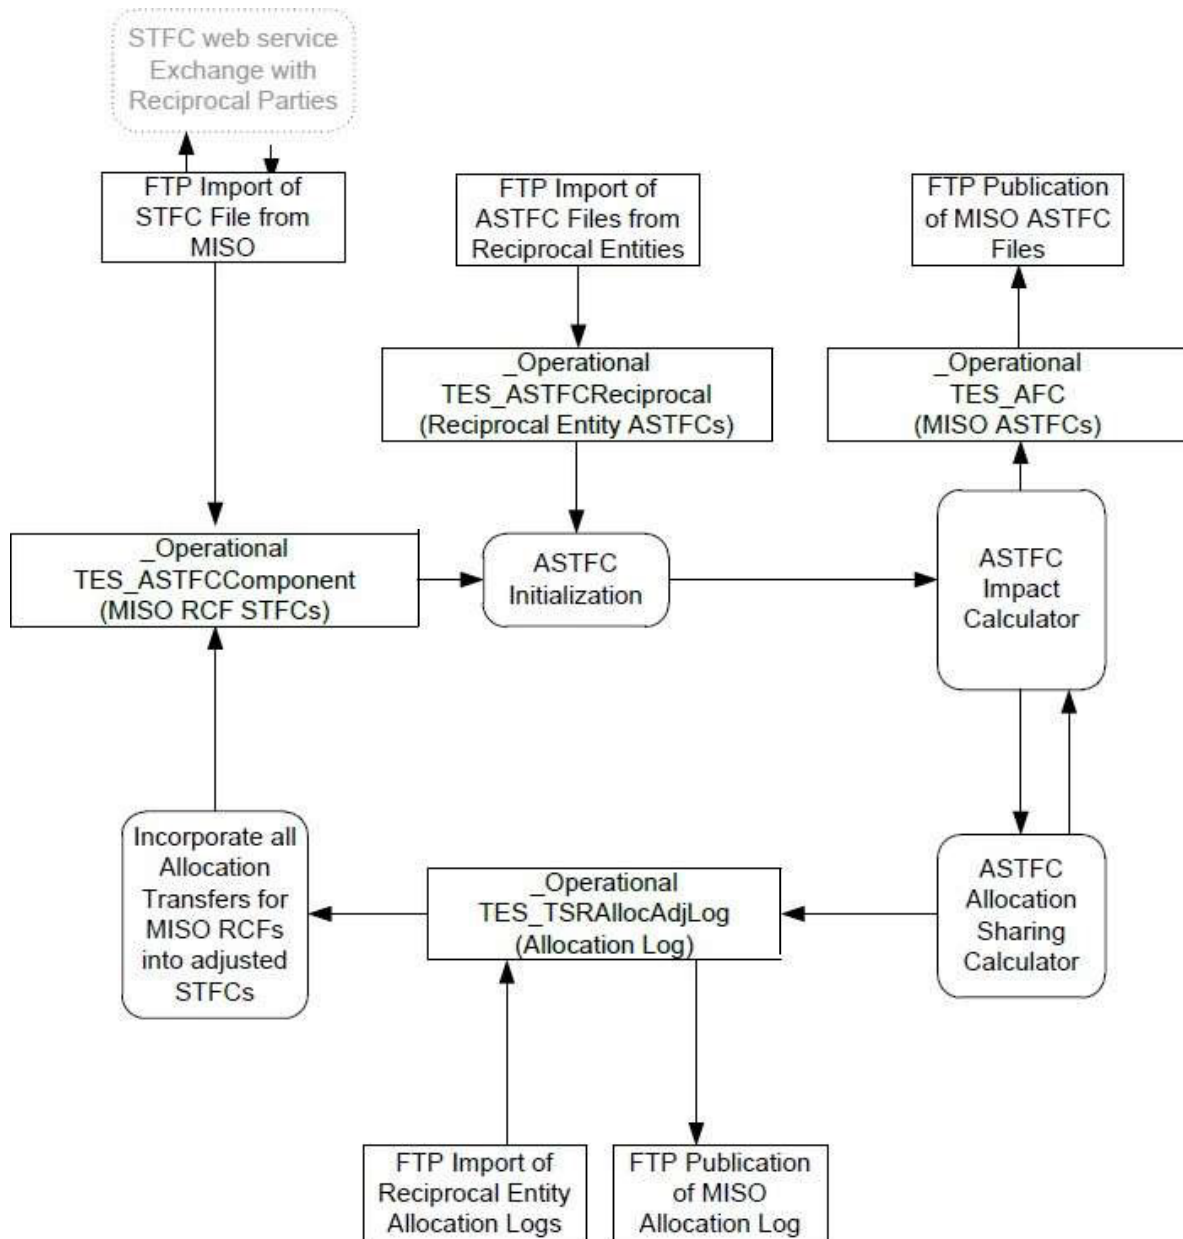 STFC web service
Exchange with
Reciprocal Parties
FTP Import of
STFC File from
MISO
FTP Import of
ASTFC Files from
Reciprocal Entities
FTP Publication
of MISO ASTFC
Files
_Operational
TES_ASTFCReciprocal
(Reciprocal Entity ASTFCs)
_Operational
TES_AFC
(MISO ASTFCs)
_Operational
TES_ASTFCComponent
(MISO RCF STFCs)
ASTFC
Initialization
ASTFC
Impact
Calculator
Incorporate all
Allocation
Transfers for
MISO RCFs
into adjusted
STFCs
_Operational
TES_TSRAllocAdjLog
(Allocation Log)
ASTFC
Allocation
Sharing
Calculator
FTP Import of
Reciprocal Entity
Allocation Logs
FTP Publication
of MISO
Allocation Log